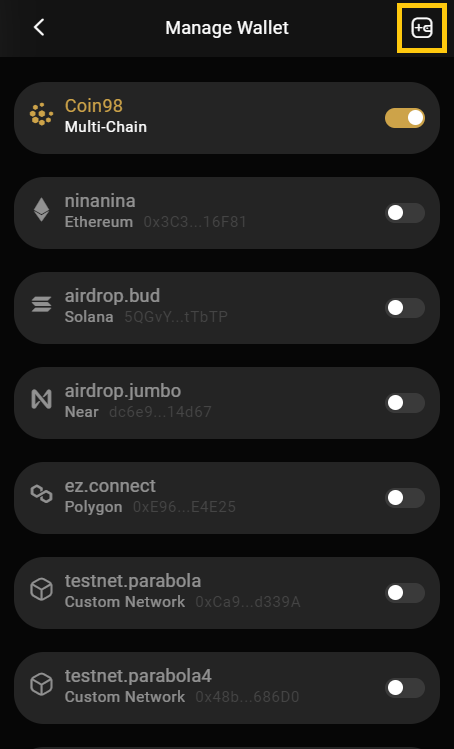 Manage Wallet
Coin98
Multi-Chain
ninanina
Ethereum 0x3C3...16F81
airdrop.bud
Solana 5QGvY...tTbTP
airdrop.jumbo
Near dc6e9...14d67
ez.connect
Polygon 0xE96...E4E25
testnet.parabola
Custom Network 0xCa9...d339A
testnet.parabola4
Custom Network 0x48b...686D0